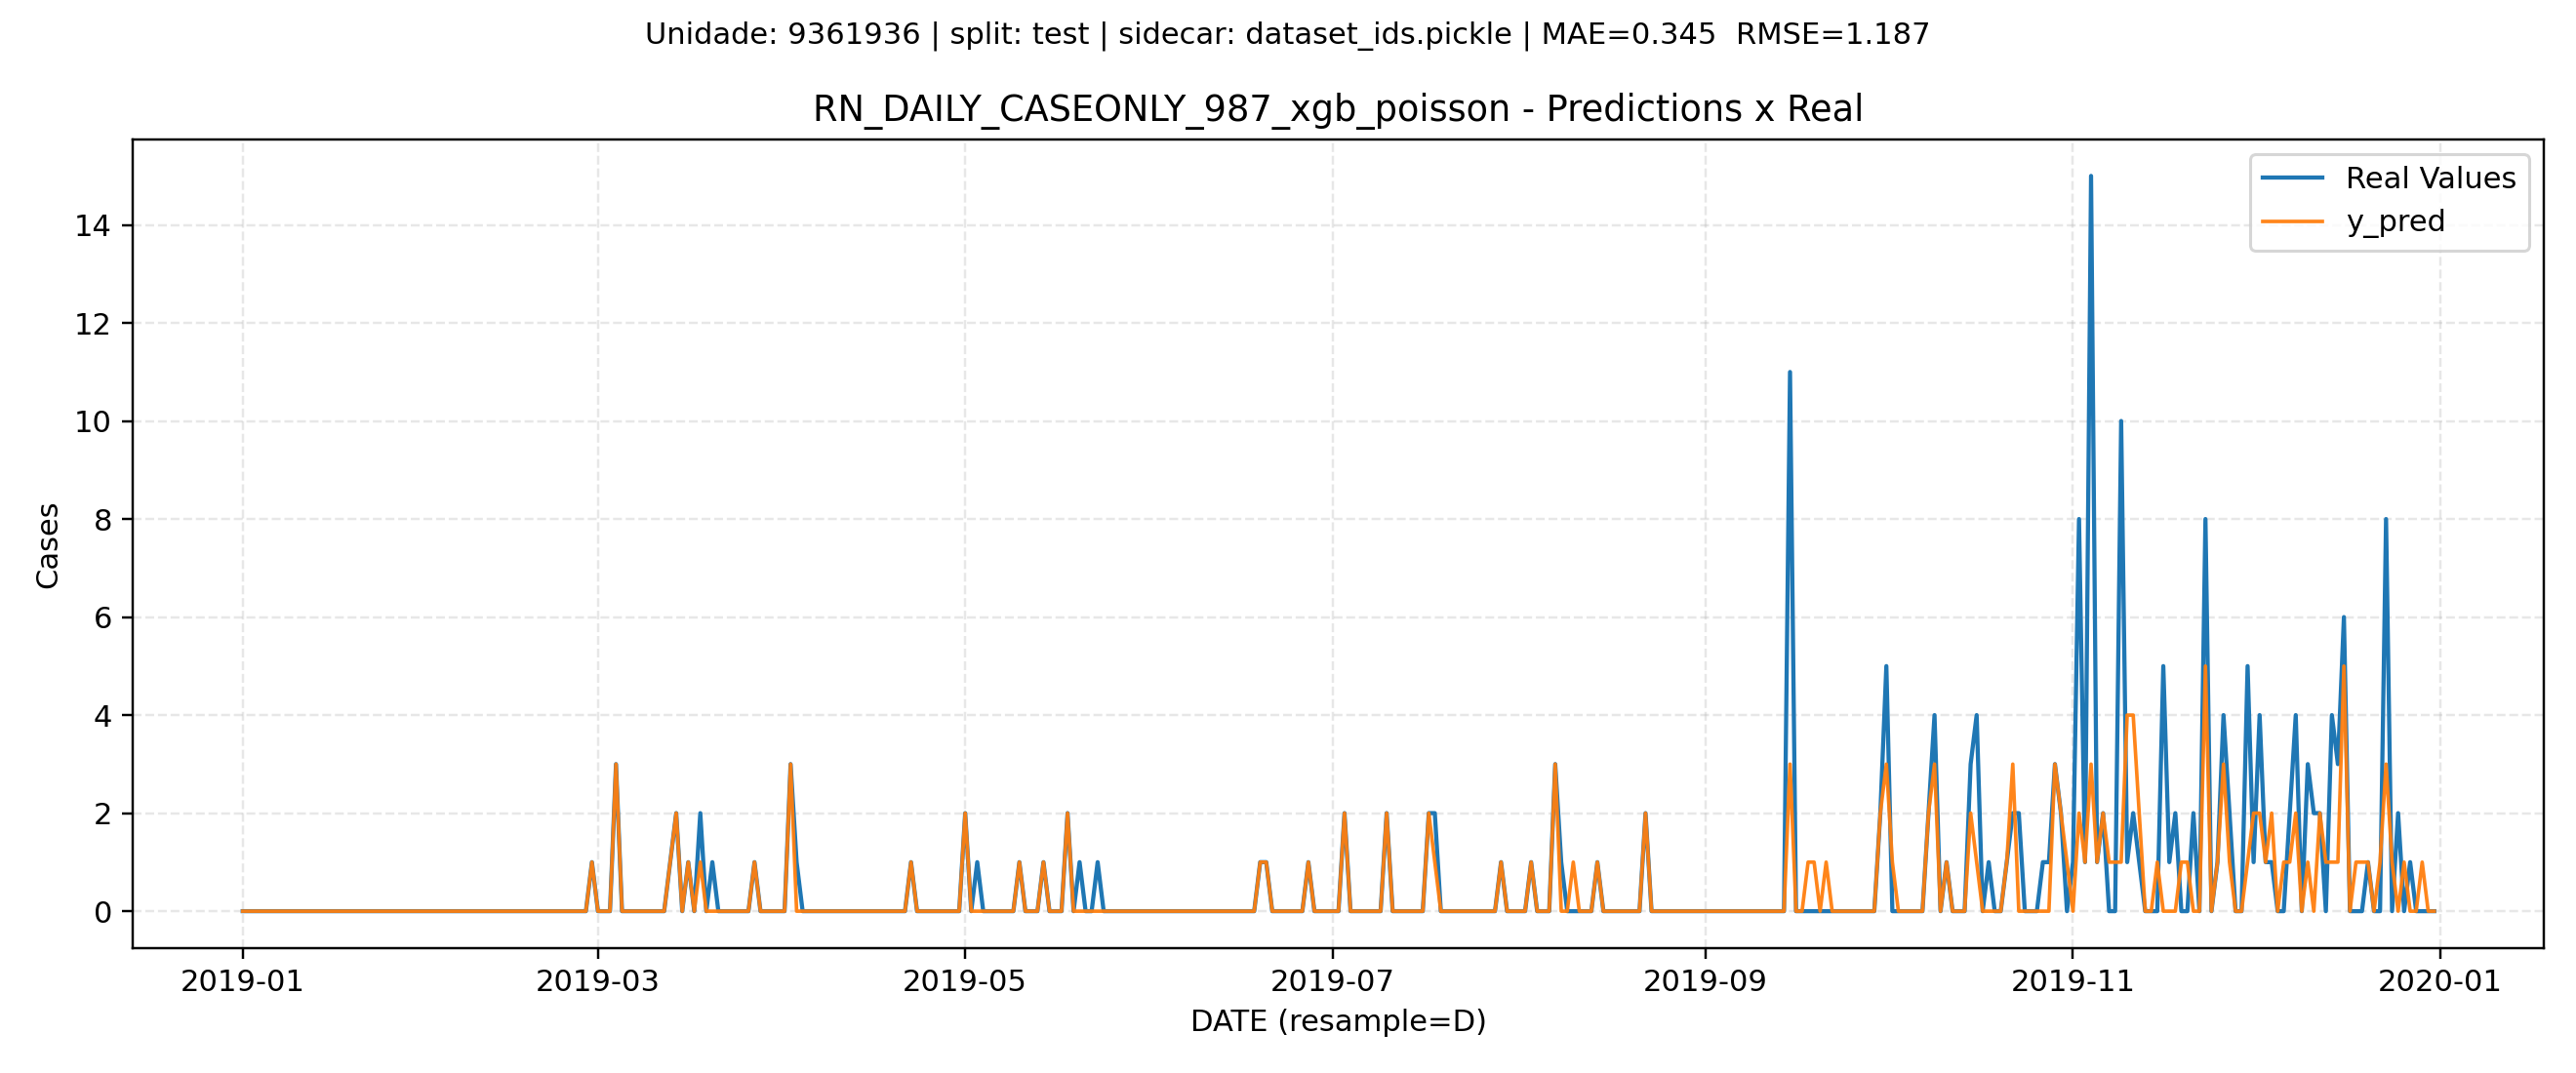 Unidade: 9361936 | split: test | sidecar: dataset_ids.pickle | MAE=0.345  RMSE=1.187
RN_DAILY_CASEONLY_987_xgb_poisson - Predictions x Real
Real Values
y_pred
Cases
14
12
10
8
6
4
2
0
2019-01 2019-03 2019-05 2019-07 2019-09 2019-11 2020-01
DATE (resample=D)